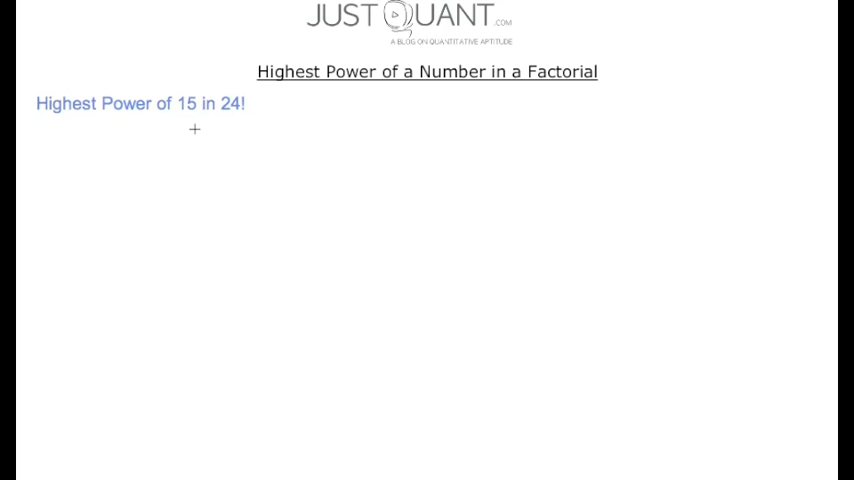 JUST QUANT .COM
A BLOG ON QUANTITATIVE APTITUDE
Highest Power of a Number in a Factorial
Highest Power of 15 in 24!